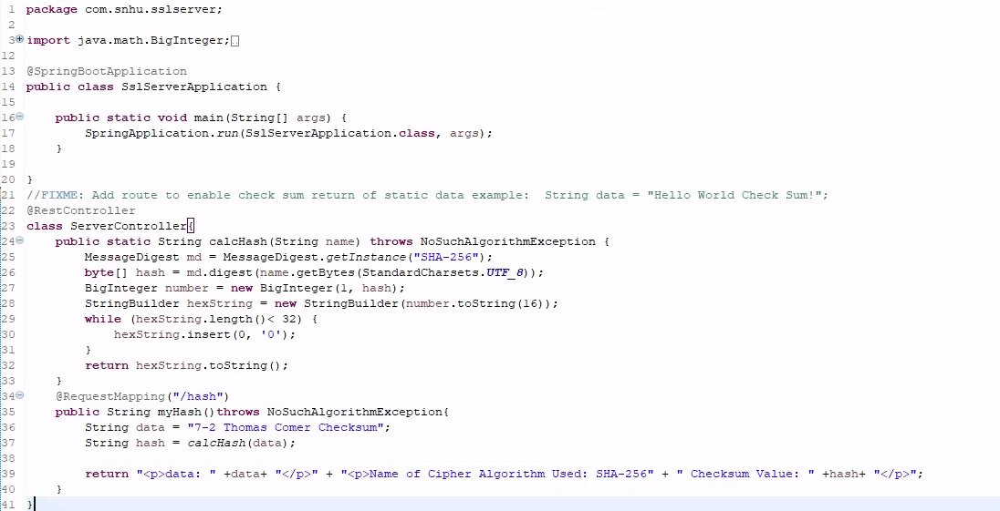 1 package com.snhu.sslserver;
2
3 import java.math.BigInteger;
12
13 @SpringBootApplication
14 public class SslServerApplication {
15
16     public static void main(String[] args) {
17         SpringApplication.run(SslServerApplication.class, args);
18     }
19
20 }
21 //FIXME: Add route to enable check sum return of static data example:  String data = "Hello World Check Sum!";
22 @RestController
23 class ServerController{
24     public static String calcHash(String name) throws NoSuchAlgorithmException {
25         MessageDigest md = MessageDigest.getInstance("SHA-256");
26         byte[] hash = md.digest(name.getBytes(StandardCharsets.UTF_8));
27         BigInteger number = new BigInteger(1, hash);
28         StringBuilder hexString = new StringBuilder(number.toString(16));
29         while (hexString.length()< 32) {
30             hexString.insert(0, '0');
31         }
32         return hexString.toString();
33     }
34     @RequestMapping("/hash")
35     public String myHash()throws NoSuchAlgorithmException{
36         String data = "7-2 Thomas Comer Checksum";
37         String hash = calcHash(data);
38
39         return "<p>data: " +data+ "</p>" + "<p>Name of Cipher Algorithm Used: SHA-256" + " Checksum Value: " +hash+ "</p>";
40     }
41 }